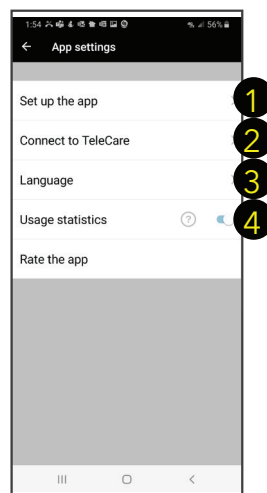 1:54 56%
← App settings
Set up the app 1
Connect to TeleCare 2
Language 3
Usage statistics ? 4
Rate the app